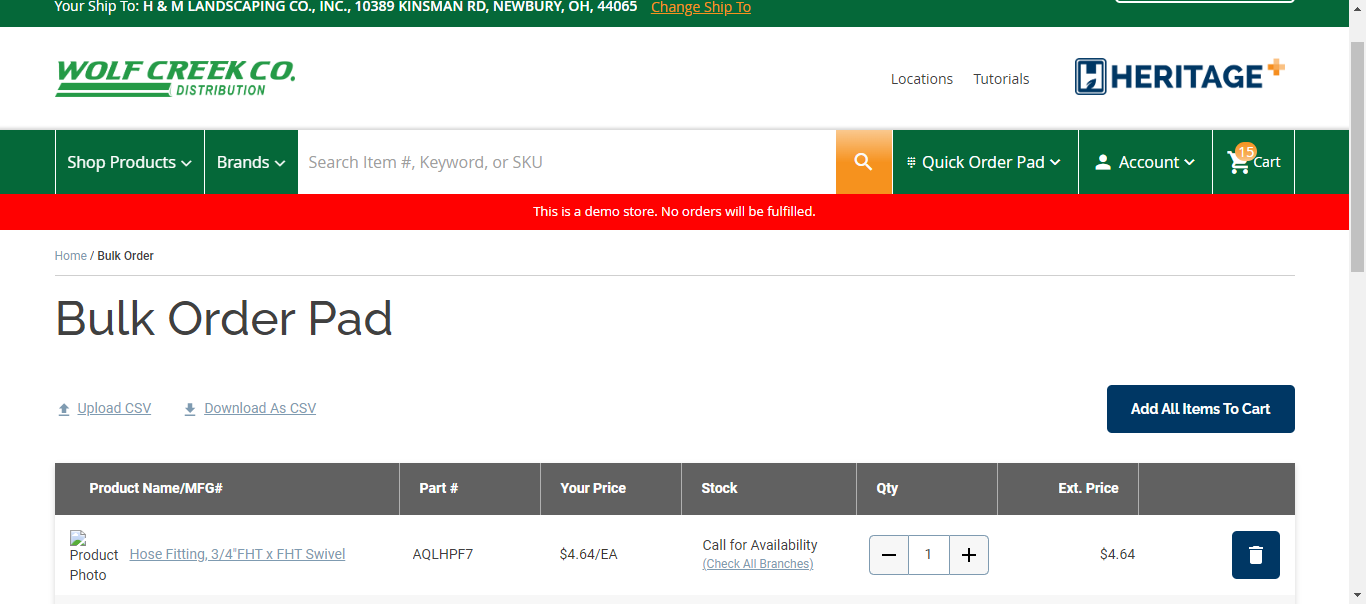 Your Ship To: H & M LANDSCAPING CO., INC., 10389 KINSMAN RD, NEWBURY, OH, 44065 Change Ship To
WOLF CREEK CO.
DISTRIBUTION
Locations Tutorials
HERITAGE+
Shop Products Brands Search Item #, Keyword, or SKU Quick Order Pad Account 15 Cart
This is a demo store. No orders will be fulfilled.
Home / Bulk Order
Bulk Order Pad
Upload CSV Download As CSV Add All Items To Cart
Product Name/MFG# Part # Your Price Stock Qty Ext. Price
Product Photo Hose Fitting, 3/4"FHT x FHT Swivel AQLHPF7 $4.64/EA Call for Availability (Check All Branches) 1 $4.64